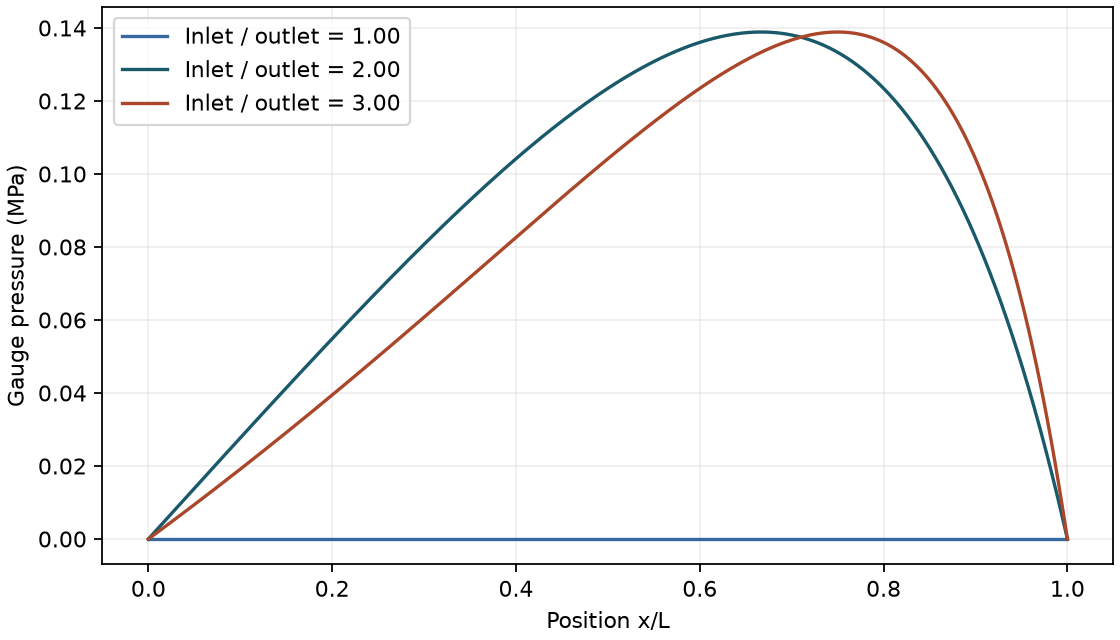 Inlet / outlet = 1.00
Inlet / outlet = 2.00
Inlet / outlet = 3.00
Gauge pressure (MPa)
0.14
0.12
0.10
0.08
0.06
0.04
0.02
0.00
0.0 0.2 0.4 0.6 0.8 1.0
Position x/L